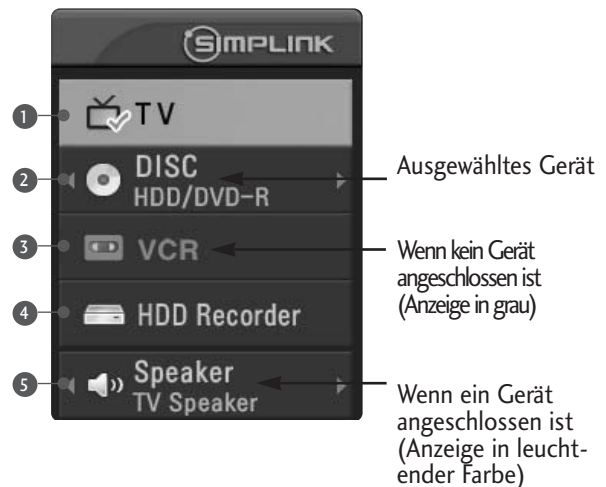 SIMPLINK
1 TV
2 DISC
HDD/DVD-R
Ausgewähltes Gerät
3 VCR
Wenn kein Gerät
angeschlossen ist
(Anzeige in grau)
4 HDD Recorder
5 Speaker
TV Speaker
Wenn ein Gerät
angeschlossen ist
(Anzeige in leucht-
ender Farbe)